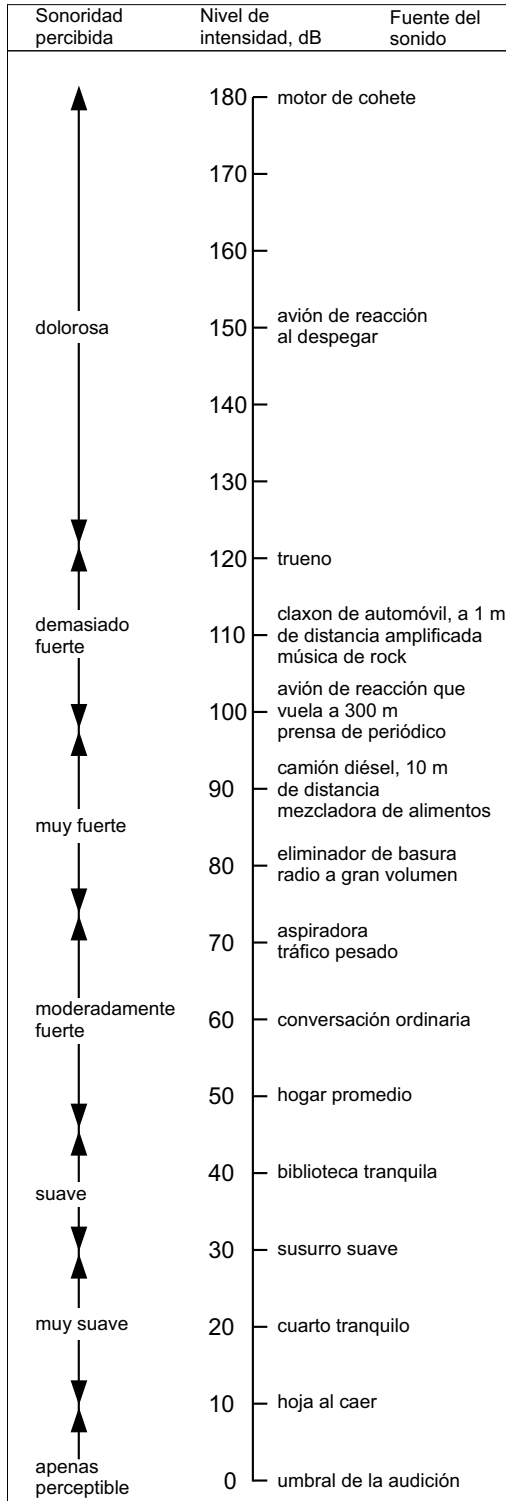 Sonoridad percibida
Nivel de intensidad, dB
Fuente del sonido
180 motor de cohete
170
160
dolorosa
150 avión de reacción
al despegar
140
130
120 trueno
demasiado
fuerte
110 claxon de automóvil, a 1 m
de distancia amplificada
música de rock
100 avión de reacción que
vuela a 300 m
prensa de periódico
90 camión diésel, 10 m
de distancia
mezcladora de alimentos
muy fuerte
80 eliminador de basura
radio a gran volumen
70 aspiradora
tráfico pesado
moderadamente
fuerte
60 conversación ordinaria
50 hogar promedio
40 biblioteca tranquila
suave
30 susurro suave
muy suave
20 cuarto tranquilo
10 hoja al caer
apenas
perceptible
0 umbral de la audición